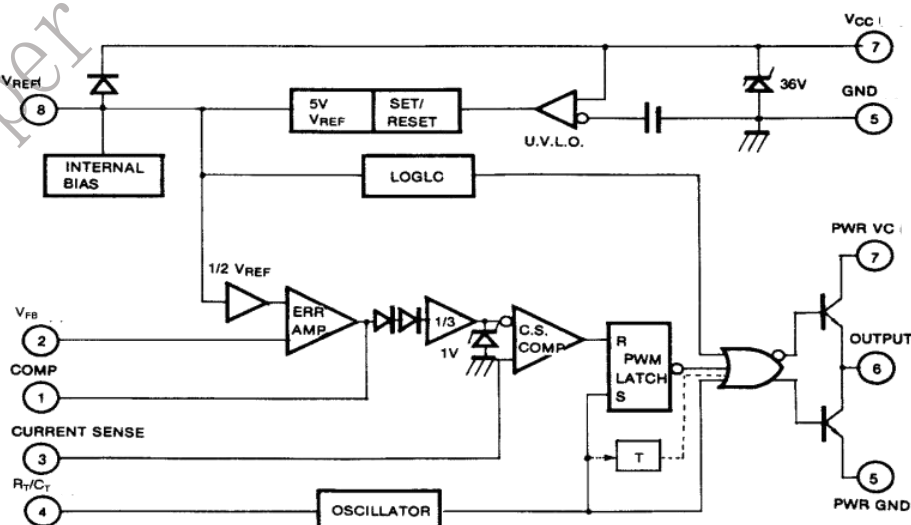 per
VCC(
7
VREF(
8
5V
VREF
SET/
RESET
36V
GND
5
U.V.L.O.
INTERNAL
BIAS
LOGLC
PWR VC (
7
1/2 VREF
VFB
2
ERR
AMP
1/3
1V
C.S.
COMP
R
PWM
LATCH
S
OUTPUT
6
COMP
1
CURRENT SENSE
3
T
RT/CT
4
OSCILLATOR
5
PWR GND